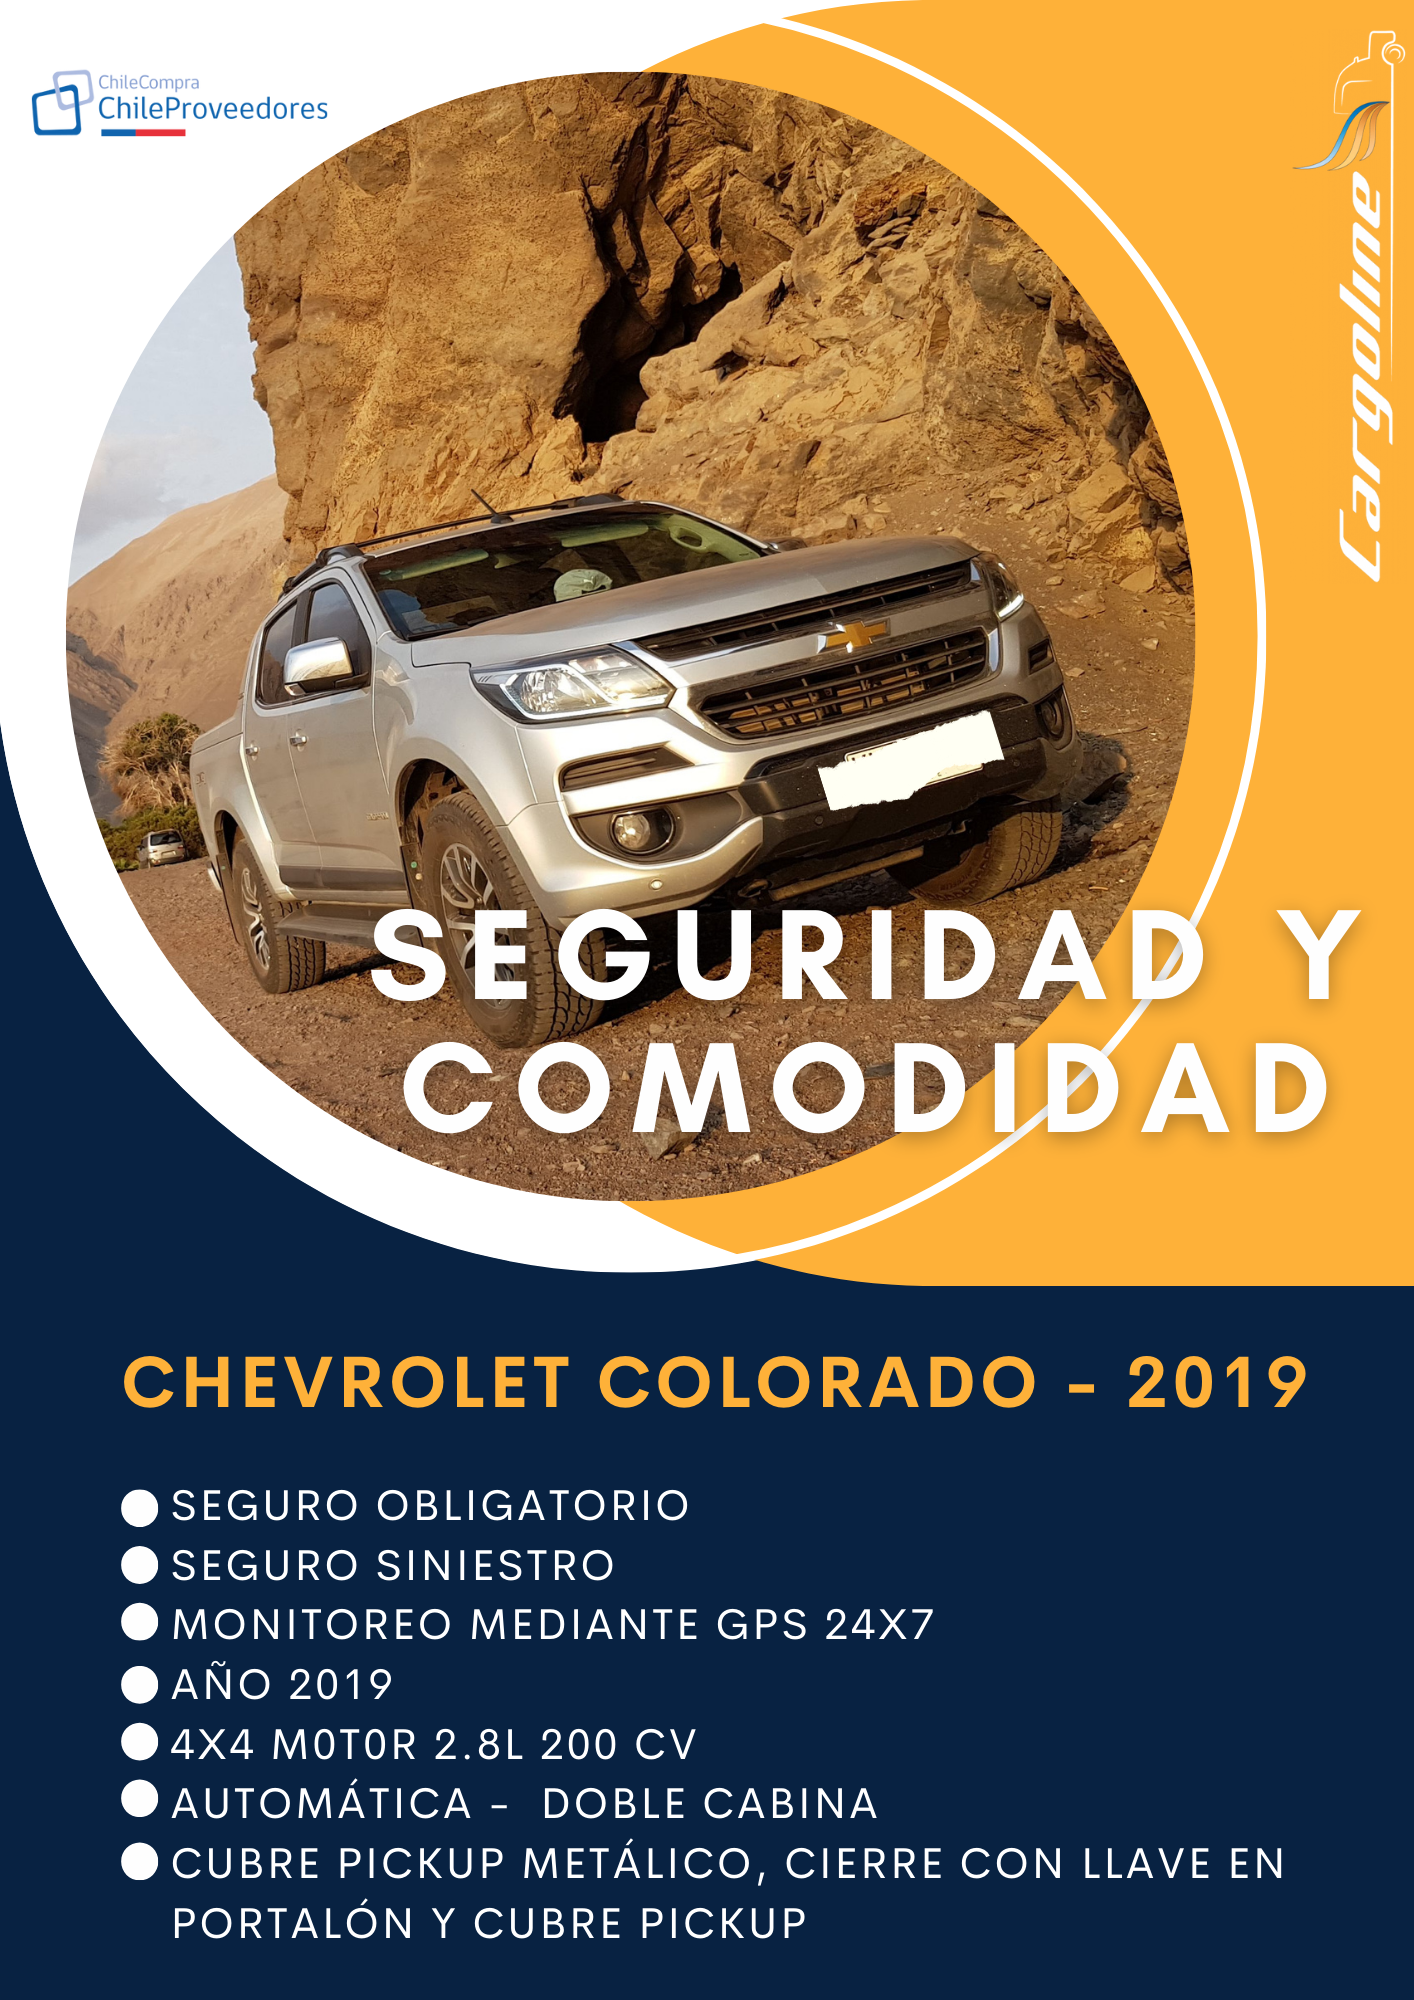 ChileCompra
ChileProveedores
Cargoline
SEGURIDAD Y
COMODIDAD
CHEVROLET COLORADO - 2019
SEGURO OBLIGATORIO
SEGURO SINIESTRO
MONITOREO MEDIANTE GPS 24X7
AÑO 2019
4X4 M0T0R 2.8L 200 CV
AUTOMÁTICA - DOBLE CABINA
CUBRE PICKUP METÁLICO, CIERRE CON LLAVE EN
PORTALÓN Y CUBRE PICKUP